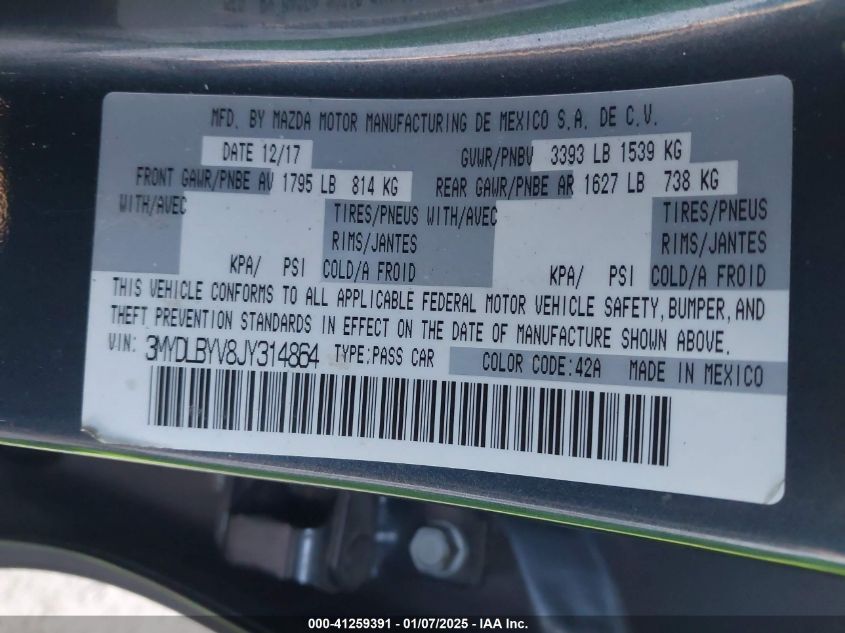 MFD. BY MAZDA MOTOR MANUFACTURING DE MEXICO S.A. DE C.V.
DATE 12/17 GVWR/PNBV 3393 LB 1539 KG
FRONT GAWR/PNBE AV 1795 LB 814 KG REAR GAWR/PNBE AR 1627 LB 738 KG
WITH/AVEC TIRES/PNEUS WITH/AVEC TIRES/PNEUS
RIMS/JANTES RIMS/JANTES
KPA/ PSI COLD/A FROID KPA/ PSI COLD/A FROID
THIS VEHICLE CONFORMS TO ALL APPLICABLE FEDERAL MOTOR VEHICLE SAFETY, BUMPER, AND
THEFT PREVENTION STANDARDS IN EFFECT ON THE DATE OF MANUFACTURE SHOWN ABOVE.
VIN: 3MYDLBYV8JY314864 TYPE:PASS CAR COLOR CODE:42A MADE IN MEXICO
000-41259391 - 01/07/2025 - IAA Inc.